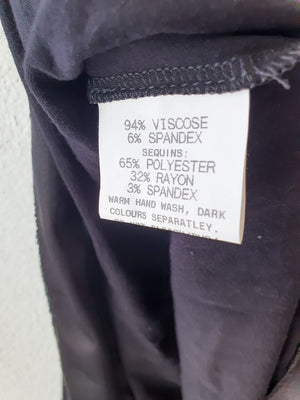 94% VISCOSE
6% SPANDEX
SEQUINS:
65% POLYESTER
32% RAYON
3% SPANDEX
WARM HAND WASH, DARK
COLOURS SEPARATLEY.